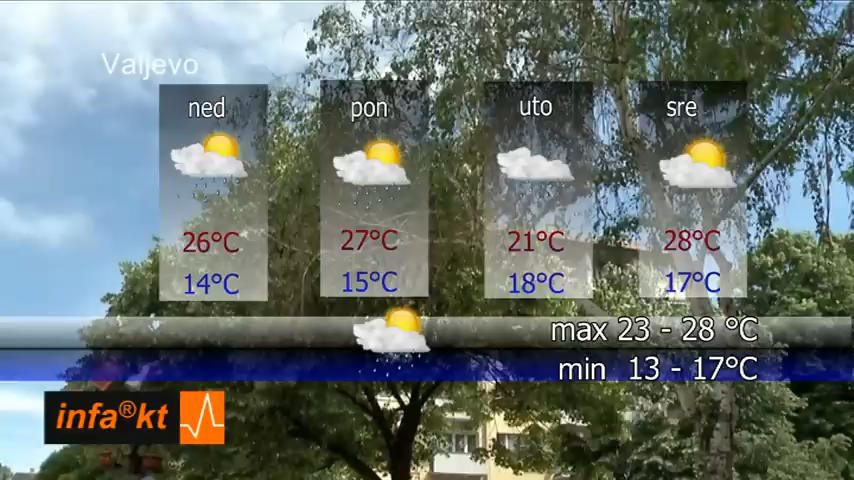 Valjevo
ned
pon
uto
sre
26°C
27°C
21°C
28°C
14°C
15°C
18°C
17°C
max 23 - 28 °C
min 13 - 17°C
infa®kt